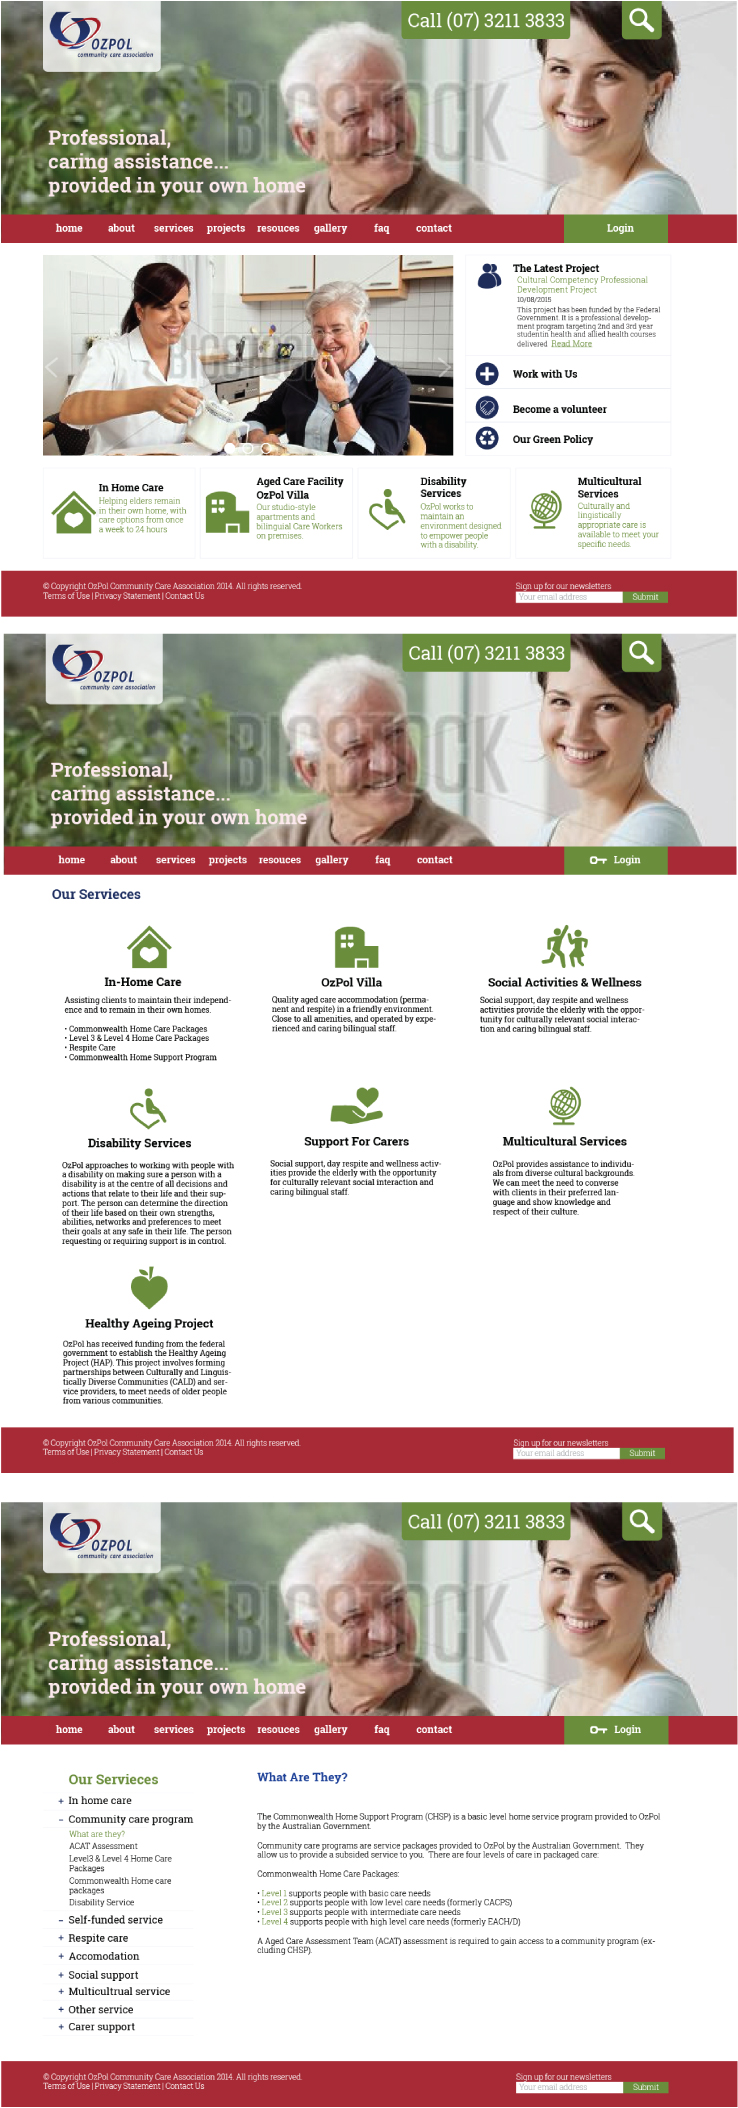 OZPOL
community care association
Call (07) 3211 3833
BIGSTOCK
Professional,
caring assistance...
provided in your own home
home about services projects resouces gallery faq contact Login
BIGSTOCK
The Latest Project
Cultural Competency Professional
Development Project
10/08/2015
This project has been funded by the Federal
Government. It is a professional develop-
ment program targeting 2nd and 3rd year
studentin health and allied health courses
delivered Read More
Work with Us
Become a volunteer
Our Green Policy
In Home Care
Helping elders remain
in their own home, with
care options from once
a week to 24 hours
Aged Care Facility
OzPol Villa
Our studio-style
apartments and
bilinguial Care Workers
on premises.
Disability
Services
OzPol works to
maintain an
environment designed
to empower people
with a disability.
Multicultural
Services
Culturally and
lingistically
appropriate care is
available to meet your
specific needs.
© Copyright OzPol Community Care Association 2014. All rights reserved.
Terms of Use | Privacy Statement | Contact Us
Sign up for our newsletters
Your email address Submit
OZPOL
community care association
Call (07) 3211 3833
BIGSTOCK
Professional,
caring assistance...
provided in your own home
home about services projects resouces gallery faq contact Login
Our Servieces
In-Home Care
Assisting clients to maintain their independ-
ence and to remain in their own homes.
• Commonwealth Home Care Packages
• Level 3 & Level 4 Home Care Packages
• Respite Care
• Commonwealth Home Support Program
OzPol Villa
Quality aged care accommodation (perma-
nent and respite) in a friendly environment.
Close to all amenities, and operated by expe-
rienced and caring bilingual staff.
Social Activities & Wellness
Social support, day respite and wellness
activities provide the elderly with the oppor-
tunity for culturally relevant social interac-
tion and caring bilingual staff.
Disability Services
OzPol approaches to working with people with
a disability on making sure a person with a
disability is at the centre of all decisions and
actions that relate to their life and their sup-
port. The person can determine the direction
of their life based on their own strengths,
abilities, networks and preferences to meet
their goals at any safe in their life. The person
requesting or requiring support is in control.
Support For Carers
Social support, day respite and wellness activ-
ities provide the elderly with the opportunity
for culturally relevant social interaction and
caring bilingual staff.
Multicultural Services
OzPol provides assistance to individu-
als from diverse cultural backgrounds.
We can meet the need to converse
with clients in their preferred lan-
guage and show knowledge and
respect of their culture.
Healthy Ageing Project
OzPol has received funding from the federal
government to establish the Healthy Ageing
Project (HAP). This project involves forming
partnerships between Culturally and Linguis-
tically Diverse Communities (CALD) and ser-
vice providers, to meet needs of older people
from various communities.
© Copyright OzPol Community Care Association 2014. All rights reserved.
Terms of Use | Privacy Statement | Contact Us
Sign up for our newsletters
Your email address Submit
OZPOL
community care association
Call (07) 3211 3833
BIGSTOCK
Professional,
caring assistance...
provided in your own home
home about services projects resouces gallery faq contact Login
Our Servieces
+ In home care
- Community care program
What are they?
ACAT Assessment
Level3 & Level 4 Home Care
Packages
Commonwealth Home care
packages
Disability Service
- Self-funded service
+ Respite care
+ Accomodation
+ Social support
+ Multicultrual service
+ Other service
+ Carer support
What Are They?
The Commonwealth Home Support Program (CHSP) is a basic level home service program provided to OzPol
by the Australian Government.
Community care programs are service packages provided to OzPol by the Australian Government. They
allow us to provide a subsided service to you. There are four levels of care in packaged care:
Commonwealth Home Care Packages:
• Level 1 supports people with basic care needs
• Level 2 supports people with low level care needs (formerly CACPS)
• Level 3 supports people with intermediate care needs
• Level 4 supports people with high level care needs (formerly EACH/D)
A Aged Care Assessment Team (ACAT) assessment is required to gain access to a community program (ex-
cluding CHSP).
© Copyright OzPol Community Care Association 2014. All rights reserved.
Terms of Use | Privacy Statement | Contact Us
Sign up for our newsletters
Your email address Submit